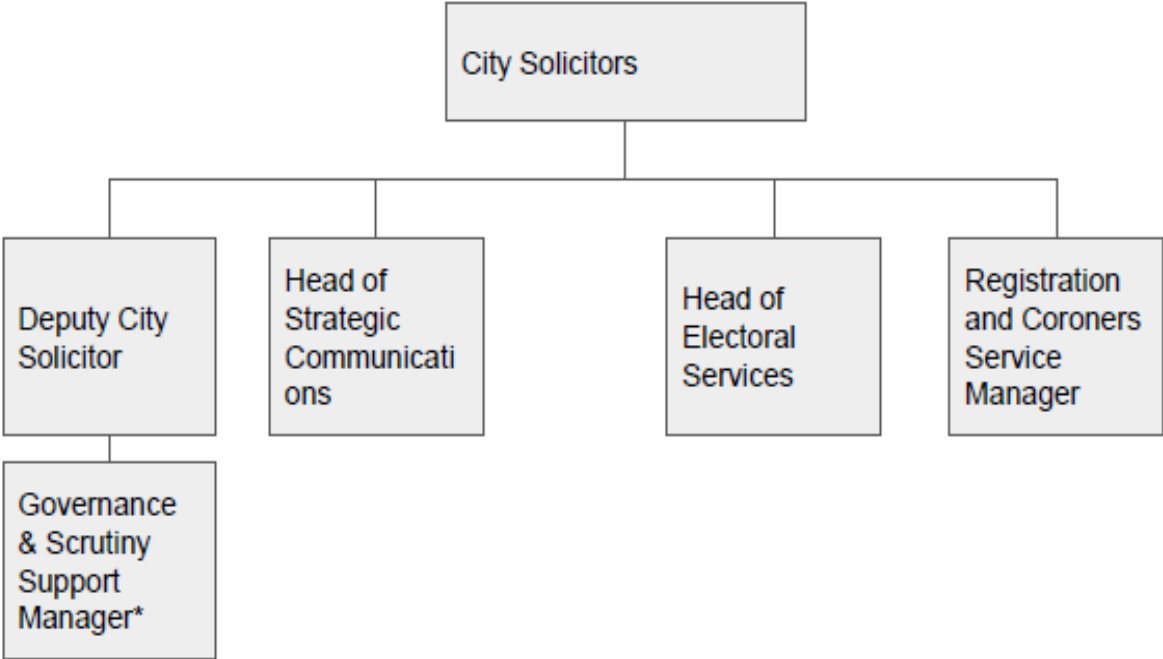 City Solicitors
Deputy City
Solicitor
Head of
Strategic
Communicati
ons
Head of
Electoral
Services
Registration
and Coroners
Service
Manager
Governance
& Scrutiny
Support
Manager*